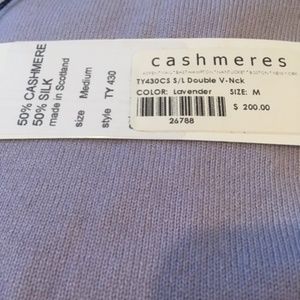 50% CASHMERE
50% SILK
made in Scotland
size Medium
style TY 430
cashmeres
TY430CS S/L Double V-Nck
COLOR: Lavender SIZE: M
$ 200.00
26788